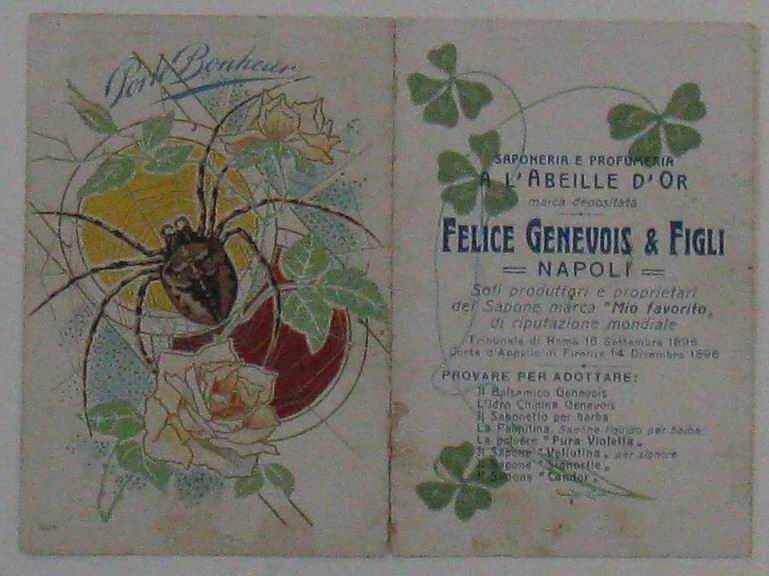 Porte Bonheur
SAPONERIA E PROFUMERIA
A L'ABEILLE D'OR
marca depositata
FELICE GENEVOIS & FIGLI
NAPOLI
Soli produttori e proprietari
del Sapone marca "Mio favorito„
di riputazione mondiale
Tribunale di Roma 16 Settembre 1896
Corte d'Appello di Firenze 14 Dicembre 1896
PROVARE PER ADOTTARE:
Il Balsamico Genevois
L'Idro Chinina Genevois
Il Saponetto per barba
La Palmitina, Sapone liquido per barba
La polvere "Pura Violetta„
Il Sapone "Vellutina„ per signore
Il Sapone "Signorile„
Il Sapone "Candor„